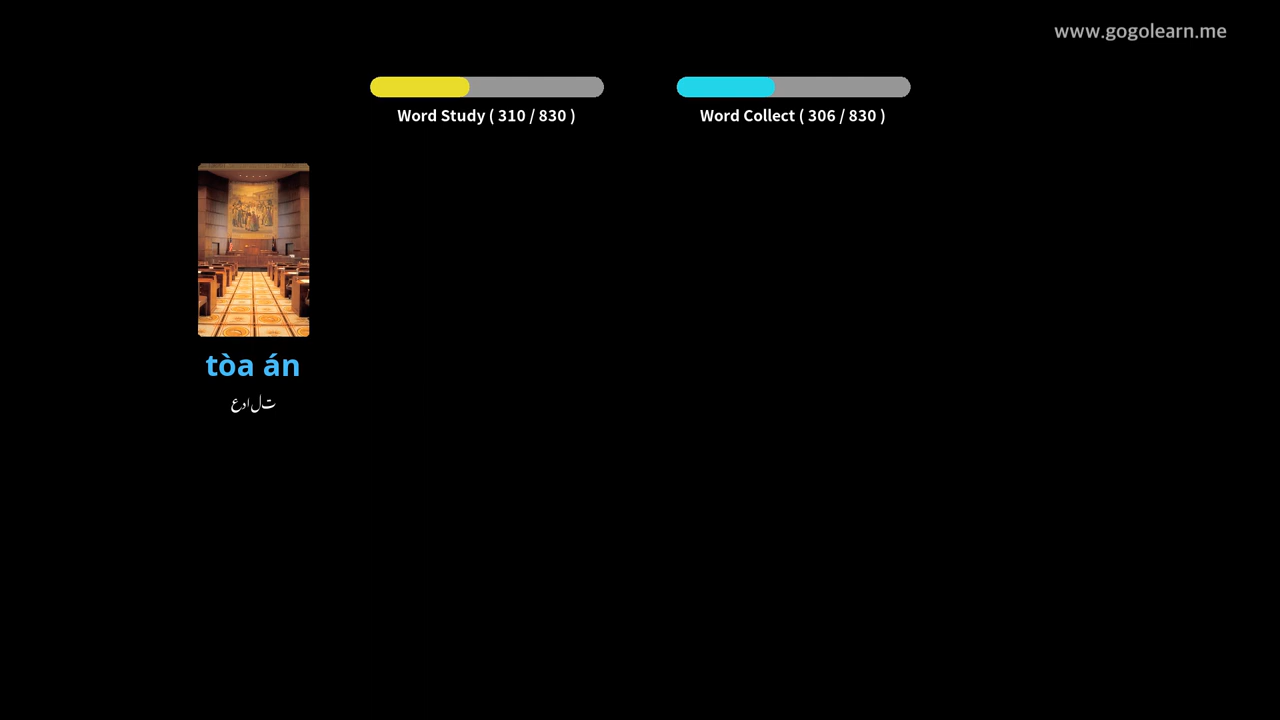 www.gogolearn.me
Word Study ( 310 / 830 )
Word Collect ( 306 / 830 )
tòa án
عدالت